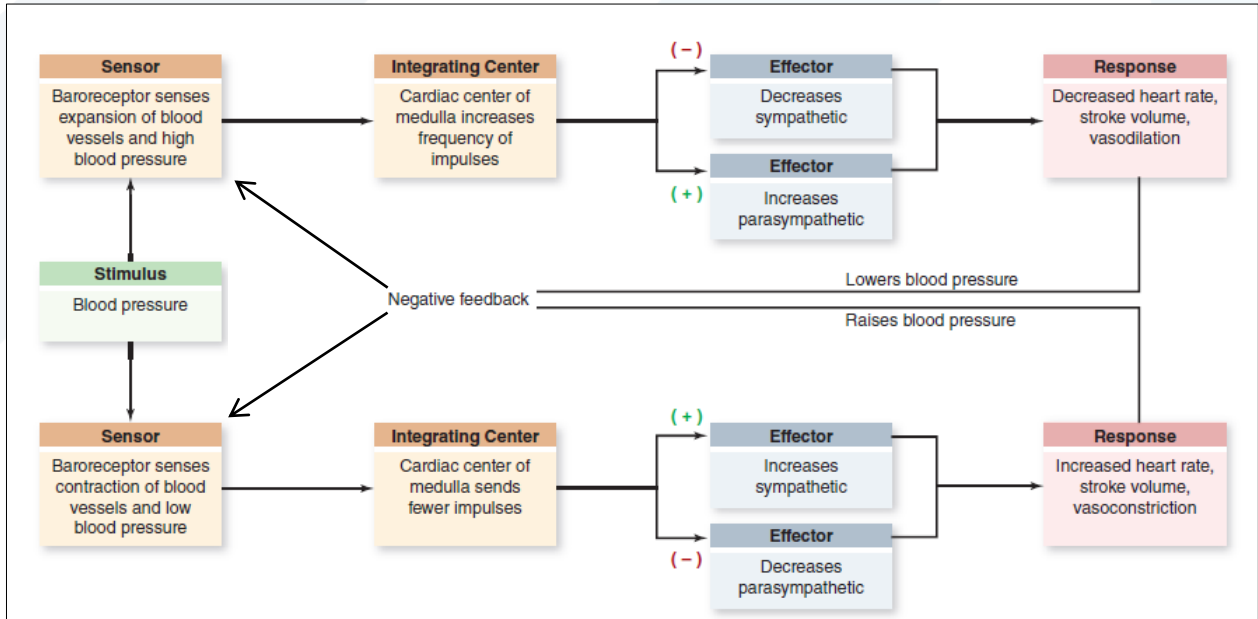 Sensor
Baroreceptor senses
expansion of blood
vessels and high
blood pressure
Integrating Center
Cardiac center of
medulla increases
frequency of
impulses
(−)
Effector
Decreases
sympathetic
Effector
(+)
Increases
parasympathetic
Response
Decreased heart rate,
stroke volume,
vasodilation
Stimulus
Blood pressure
Negative feedback
Lowers blood pressure
Raises blood pressure
Sensor
Baroreceptor senses
contraction of blood
vessels and low
blood pressure
Integrating Center
Cardiac center of
medulla sends
fewer impulses
(+)
Effector
Increases
sympathetic
Effector
(−)
Decreases
parasympathetic
Response
Increased heart rate,
stroke volume,
vasoconstriction